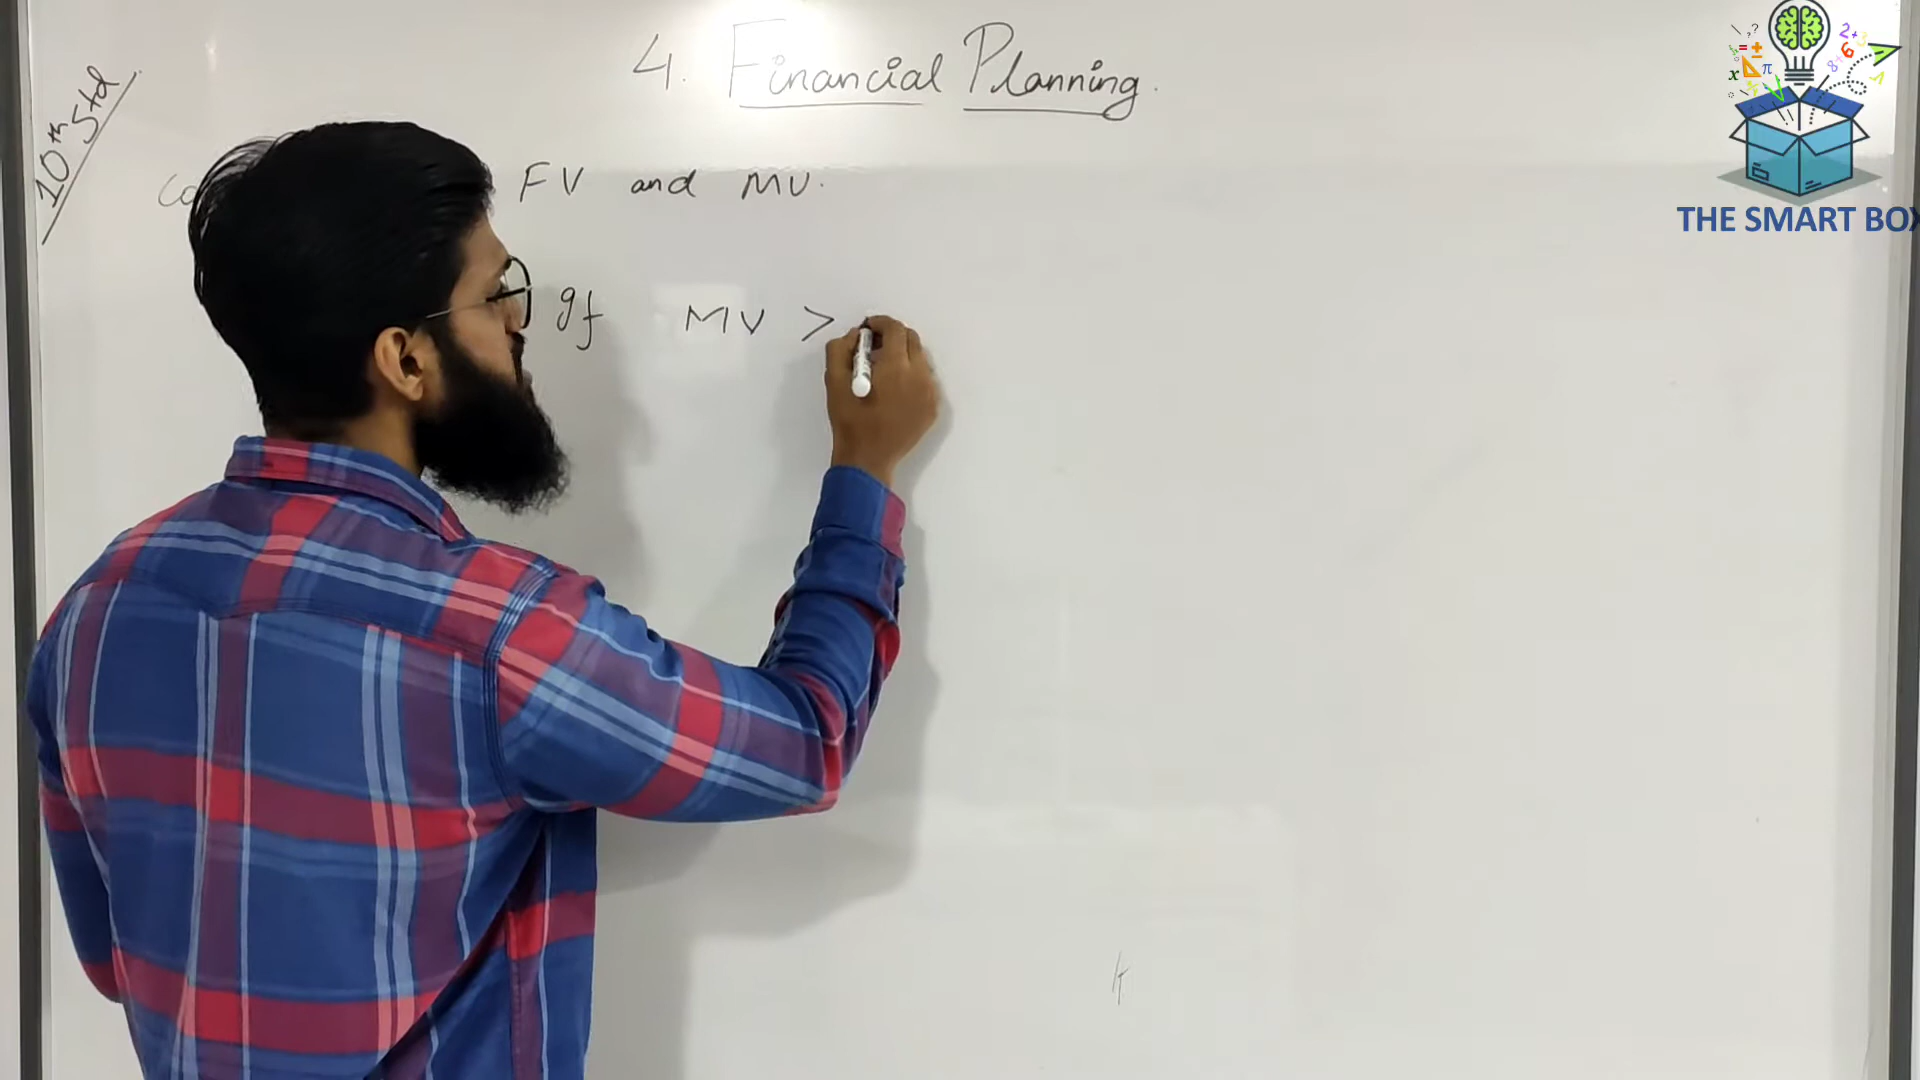 4. Financial Planning.
10th Std
FV and MV.
If MV >
THE SMART BOX